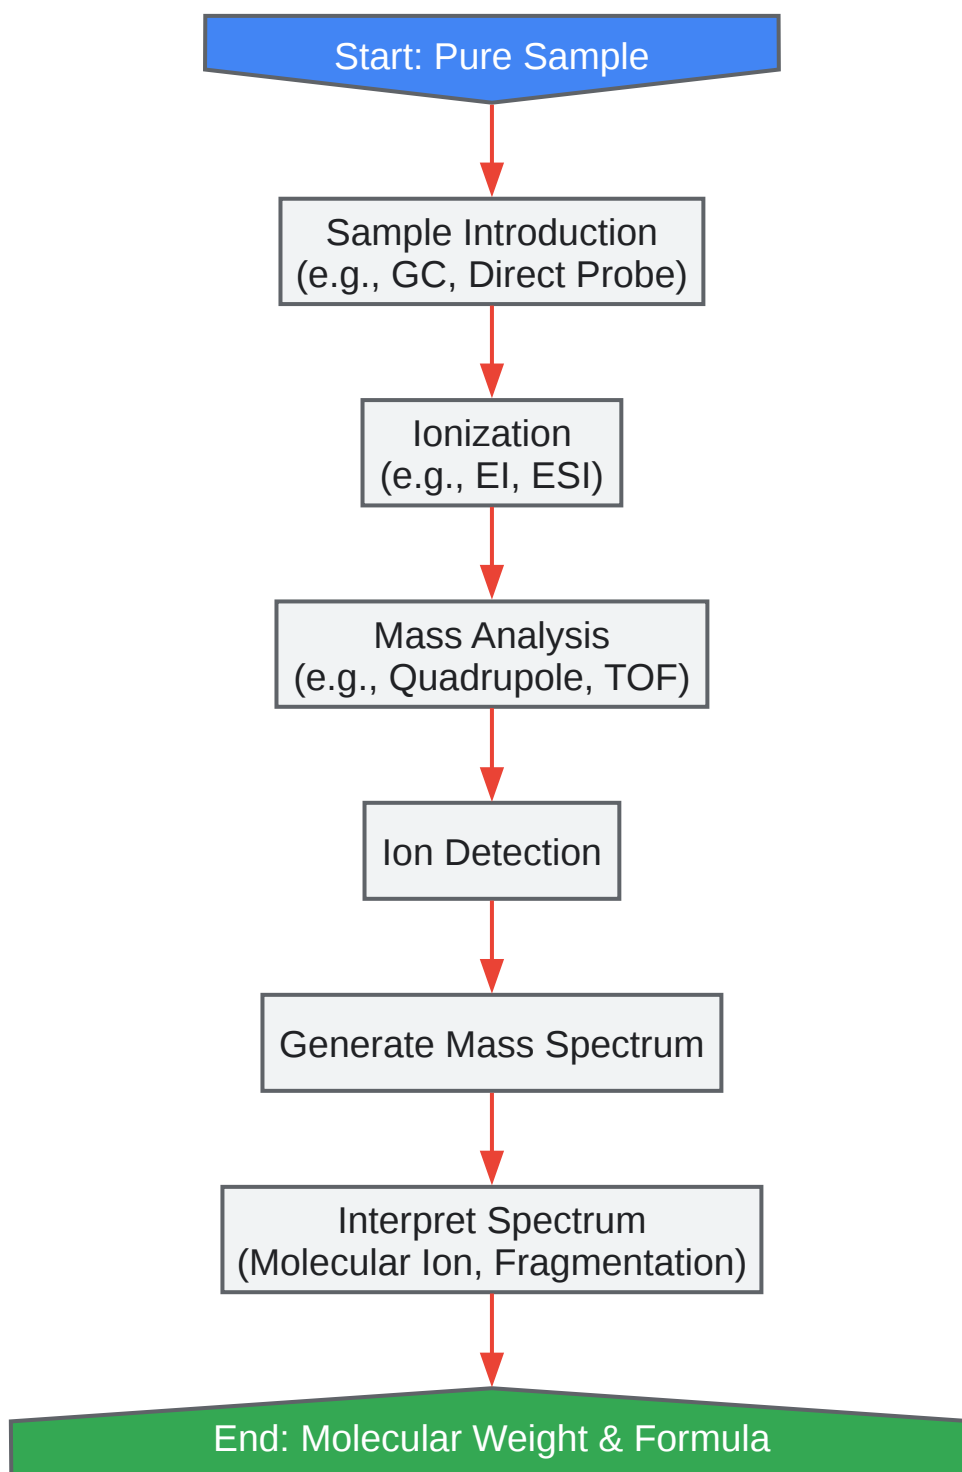 Start: Pure Sample
Sample Introduction
(e.g., GC, Direct Probe)
Ionization
(e.g., EI, ESI)
Mass Analysis
(e.g., Quadrupole, TOF)
Ion Detection
Generate Mass Spectrum
Interpret Spectrum
(Molecular Ion, Fragmentation)
End: Molecular Weight & Formula